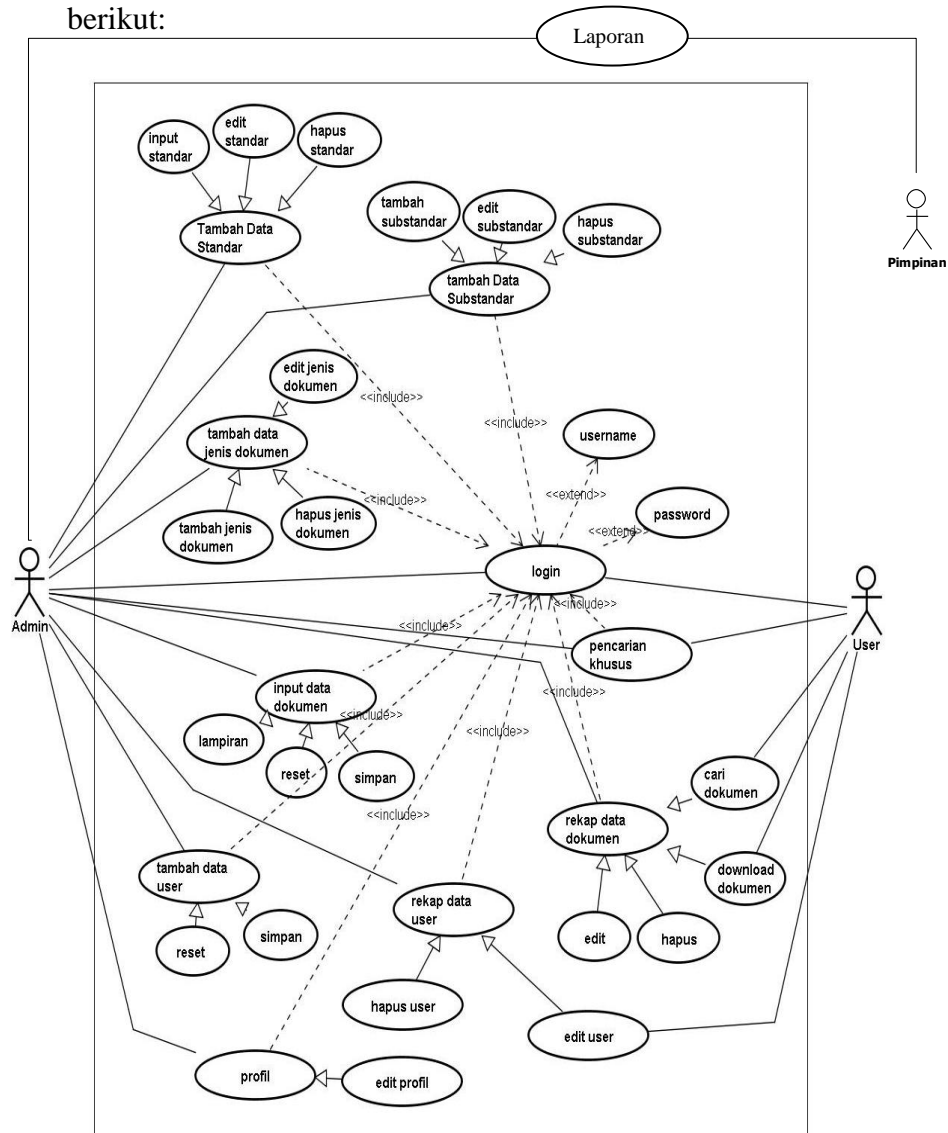 berikut:
Laporan
input
standar
edit
standar
hapus
standar
Tambah Data
Standar
tambah
substandar
edit
substandar
hapus
substandar
tambah Data
Substandar
Pimpinan
edit jenis
dokumen
<<include>>
<<include>>
tambah data
jenis dokumen
username
<<include>>
<<extend>>
tambah jenis
dokumen
hapus jenis
dokumen
password
<<extend>>
login
Admin
User
<<include>>
<<include>>
pencarian
khusus
<<include>>
input data
dokumen
<<include>>
<<include>>
lampiran
reset
simpan
cari
dokumen
<<include>>
rekap data
dokumen
download
dokumen
tambah data
user
rekap data
user
reset
simpan
edit
hapus
hapus user
edit user
profil
edit profil